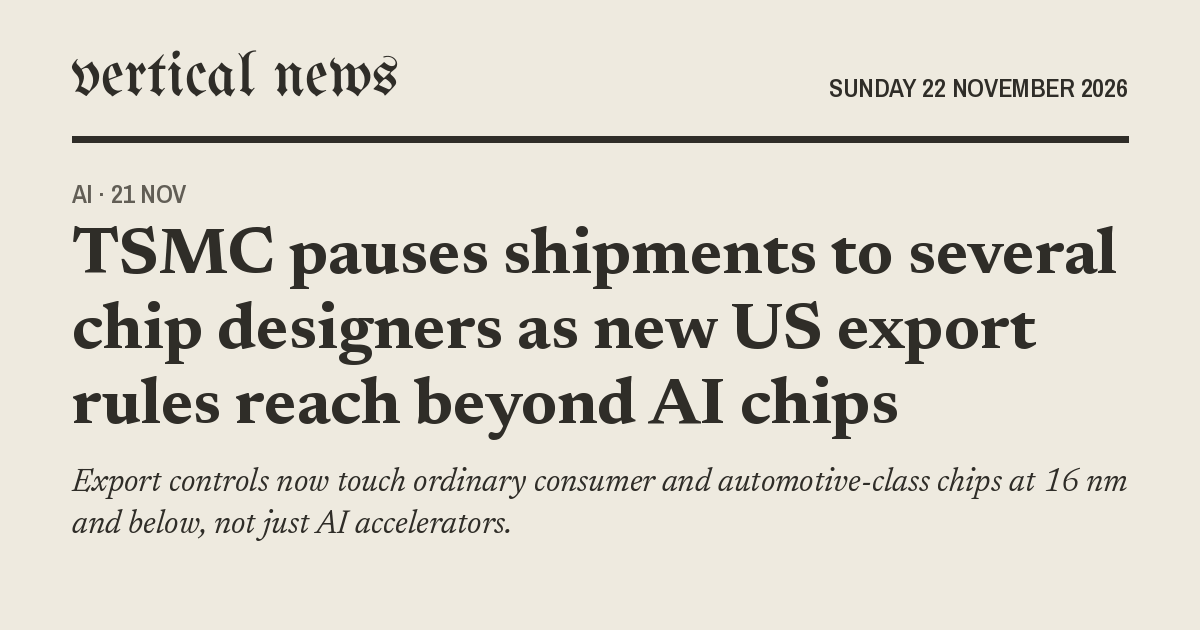 vertical news
SUNDAY 22 NOVEMBER 2026
AI · 21 NOV
TSMC pauses shipments to several
chip designers as new US export
rules reach beyond AI chips
Export controls now touch ordinary consumer and automotive-class chips at 16 nm
and below, not just AI accelerators.